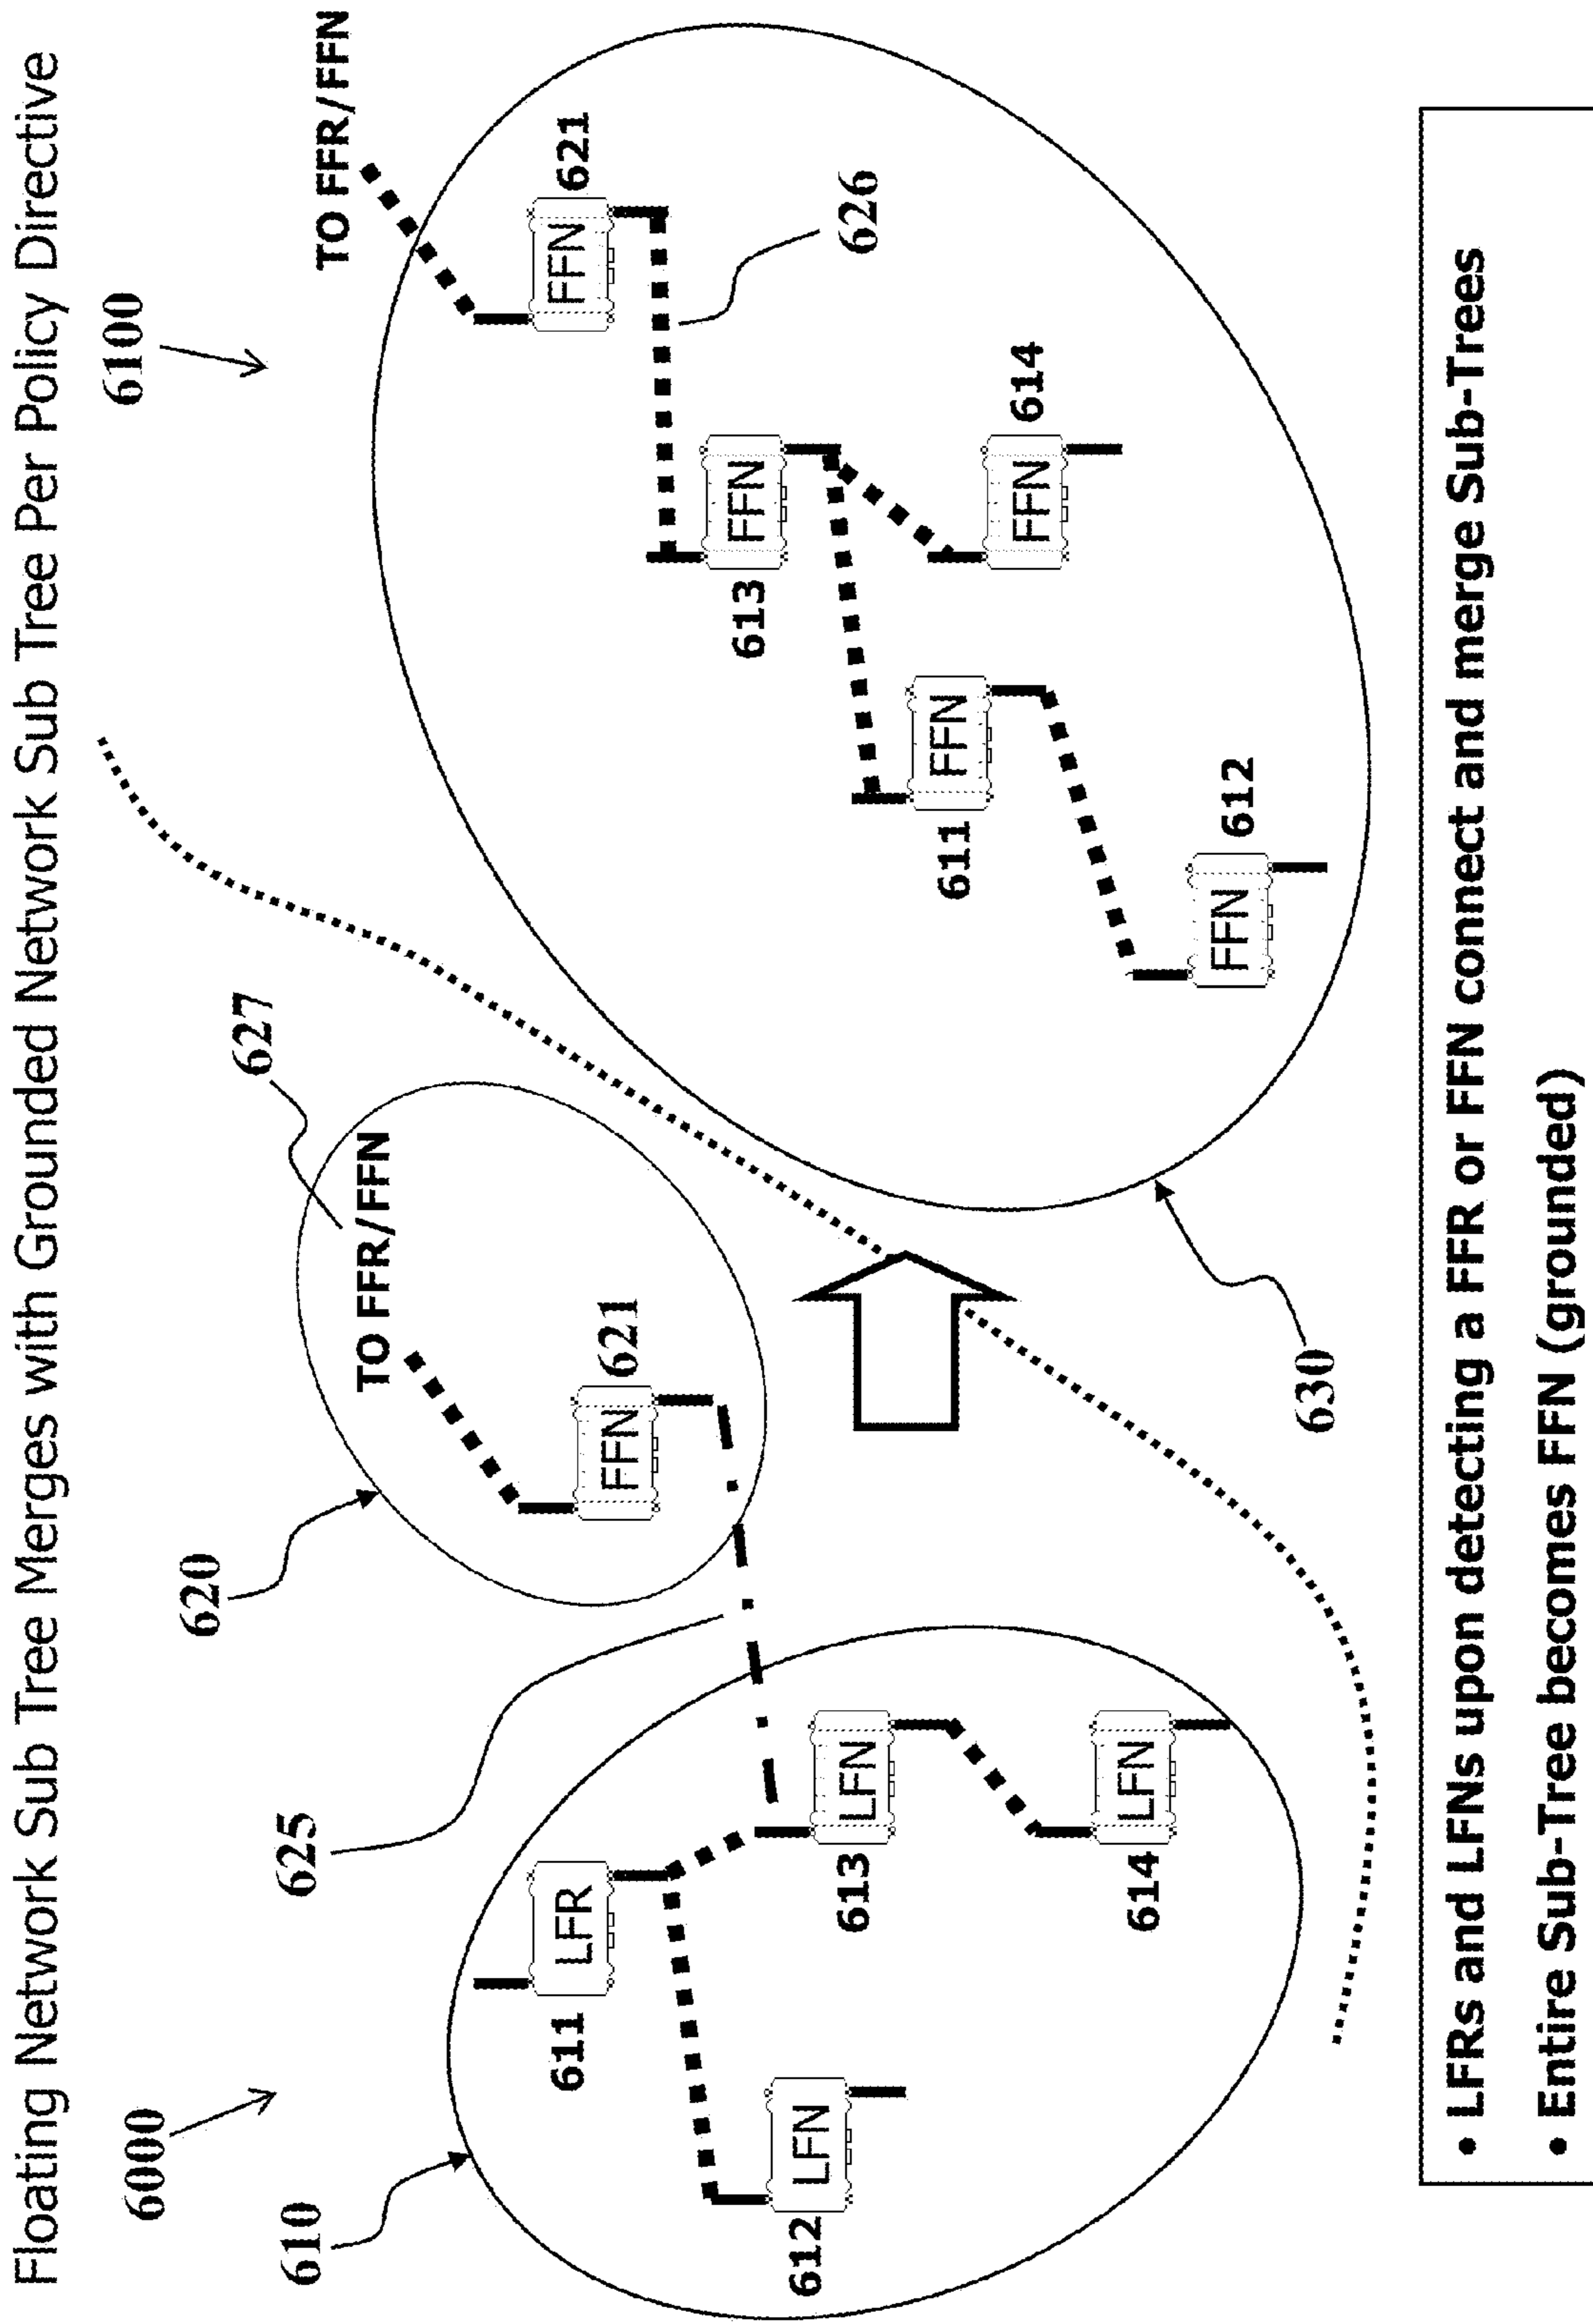 Floating Network Sub Tree Merges with Grounded Network Sub Tree Per Policy Directive
6000
6100
610
625
620
627
TO FFR/FFN
TO FFR/FFN
611
LFR
FFN
621
FFN
621
612
LFN
613
LFN
613
FFN
626
614
LFN
611
FFN
FFN
614
FFN
612
630
• LFRs and LFNs upon detecting a FFR or FFN connect and merge Sub-Trees
• Entire Sub-Tree becomes FFN (grounded)